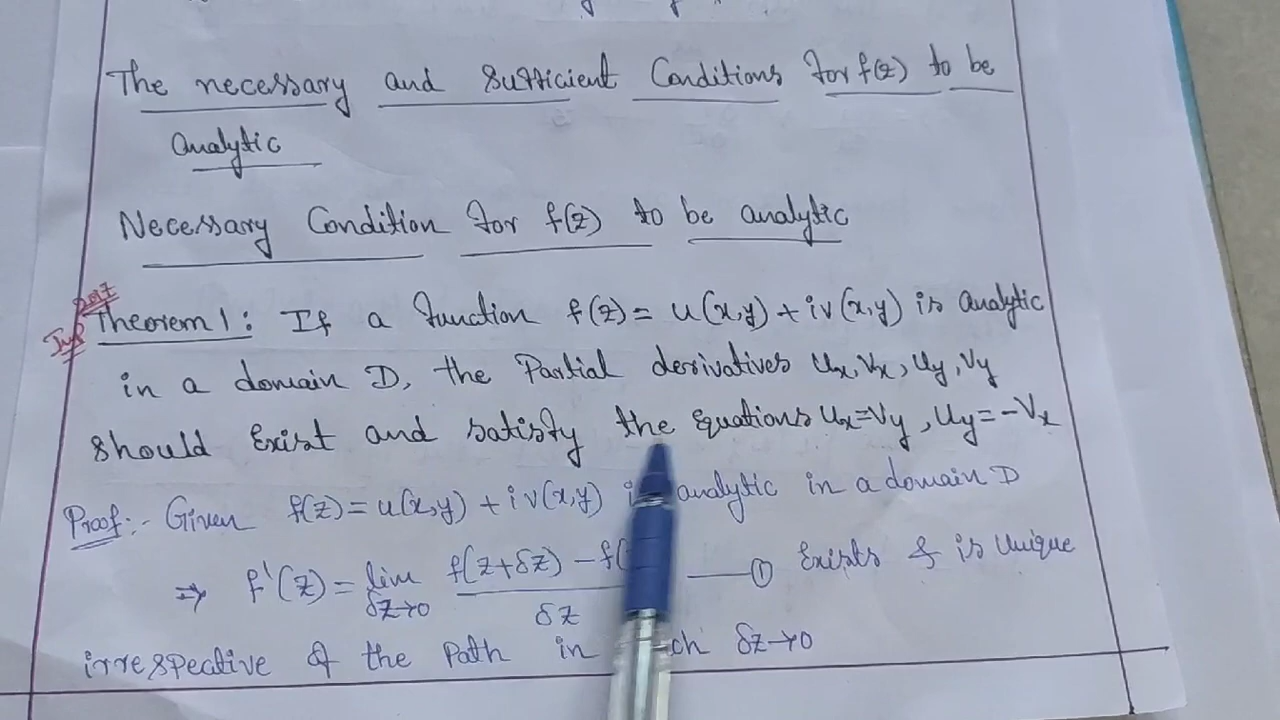 The necessary and Sufficient Conditions for f(z) to be
analytic
Necessary Condition for f(z) to be analytic
2017
Theorem 1: If a function f(z) = u(x,y) + iv(x,y) is analytic
in a domain D, the Partial derivatives ux, vx, uy, vy
should Exist and satisfy the Equations ux=vy, uy=-vx
Proof:- Given f(z) = u(x,y) + iv(x,y) analytic in a domain D
⇒ f'(z) = lim δz→0 f(z+δz) - f( / δz —① Exists & is Unique
irrespective of the Path in ch δz→0